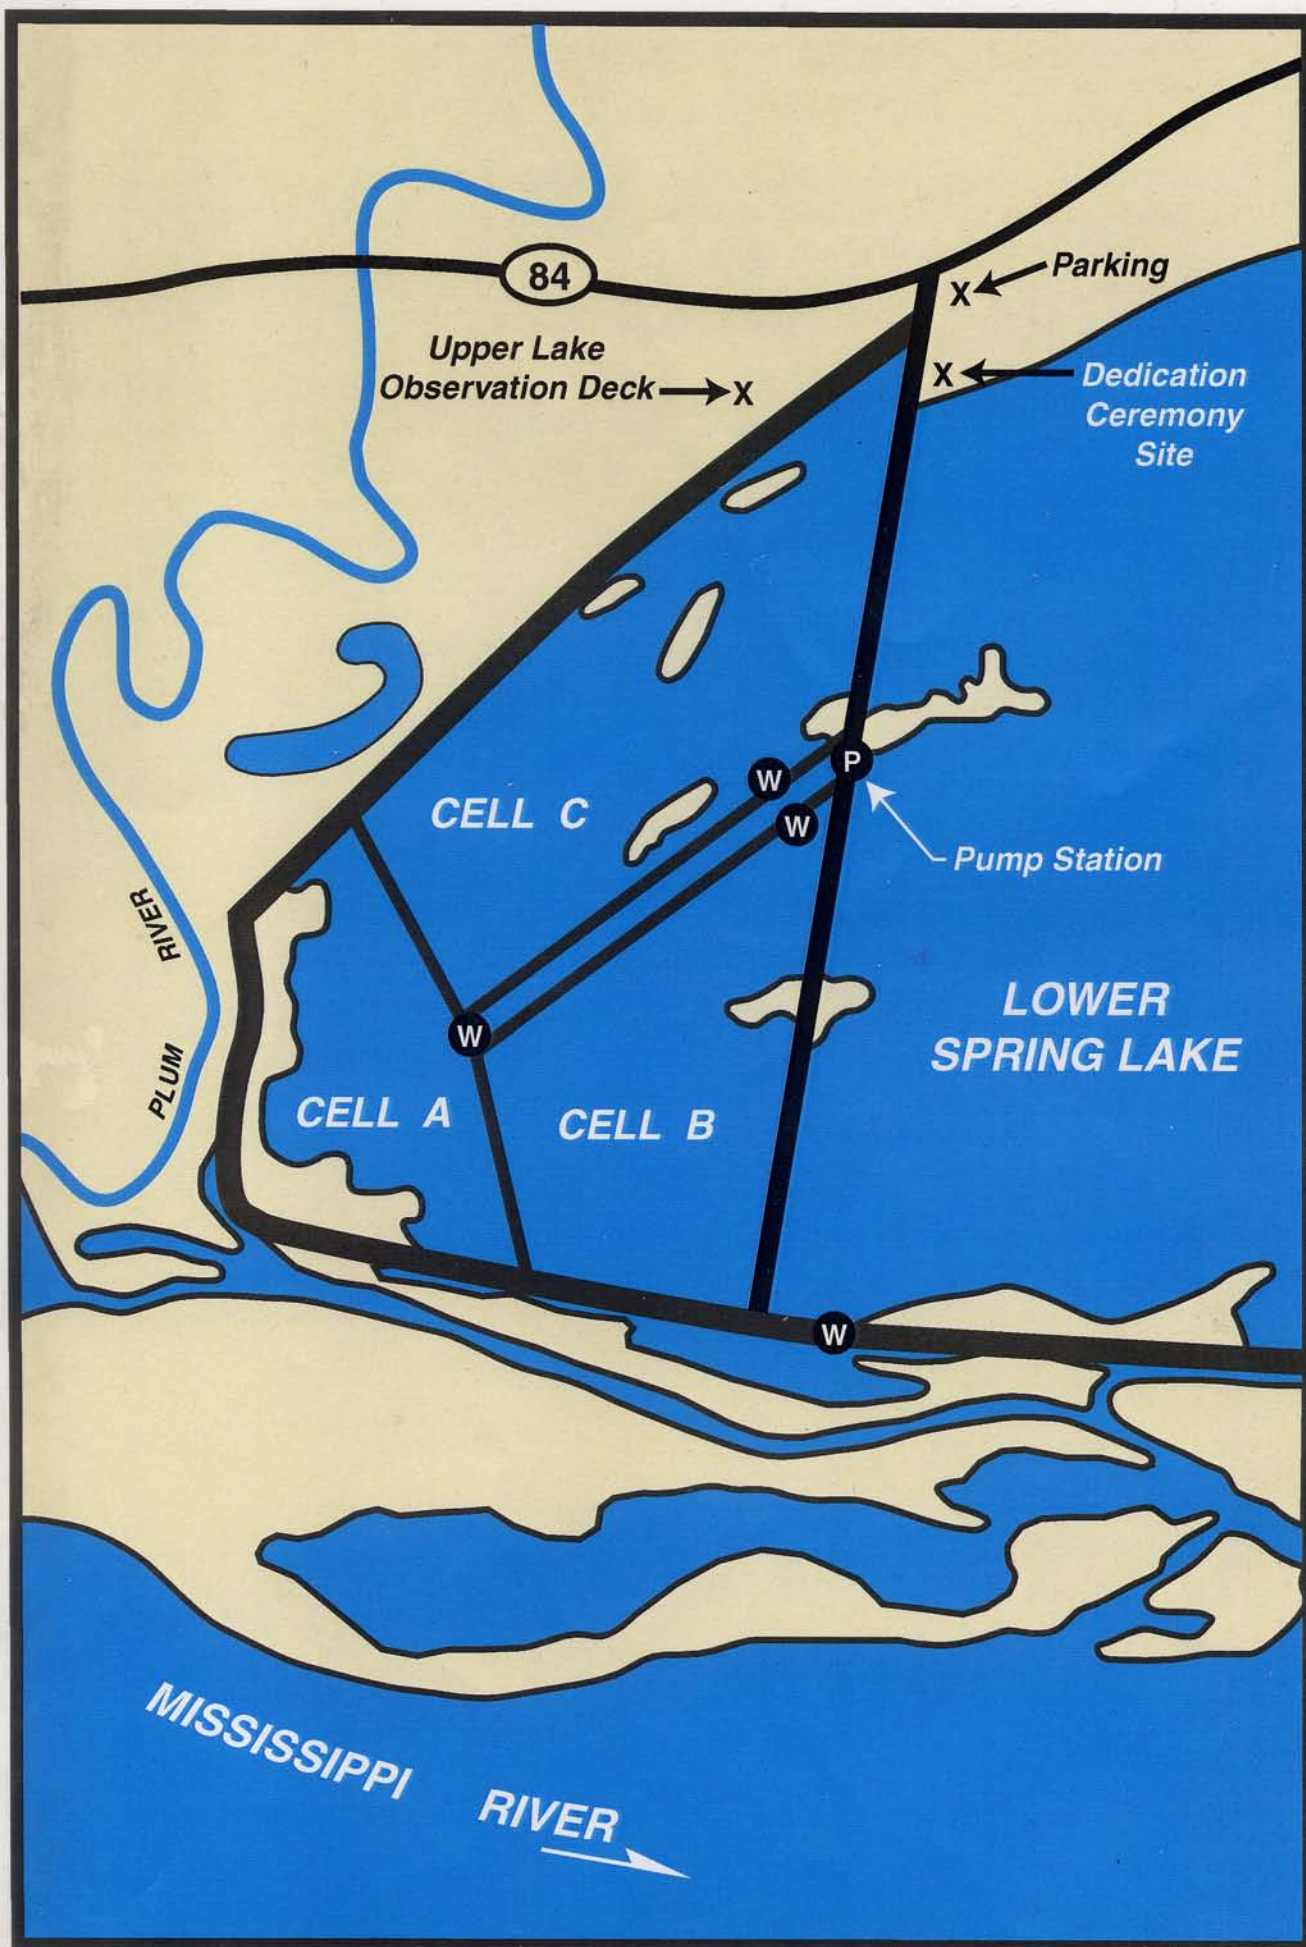 84
Parking
Upper Lake
Observation Deck
X
X
X
Dedication
Ceremony
Site
P
W
W
CELL C
Pump Station
PLUM RIVER
W
LOWER
SPRING LAKE
CELL A
CELL B
W
MISSISSIPPI RIVER